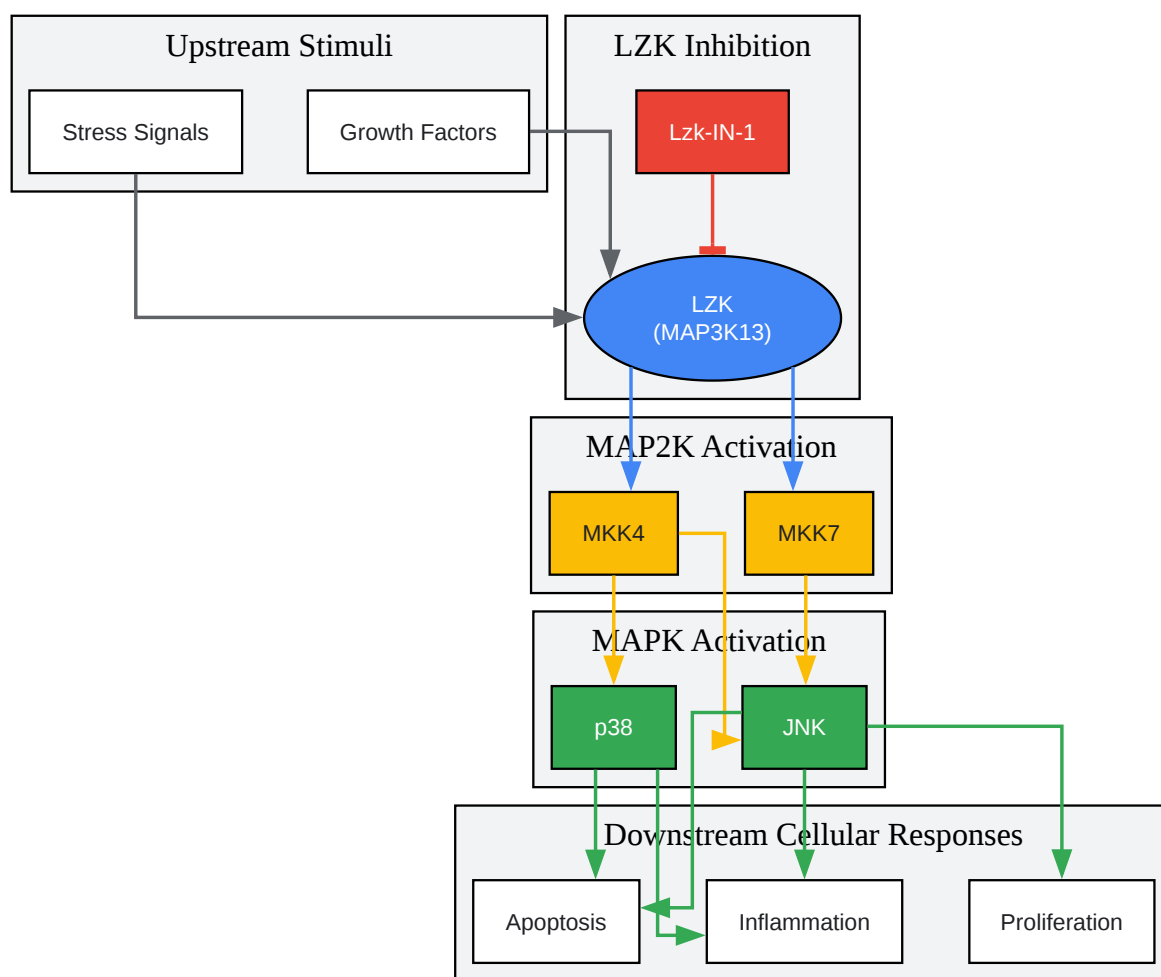 Upstream Stimuli
LZK Inhibition
Stress Signals
Growth Factors
Lzk-IN-1
LZK
(MAP3K13)
MAP2K Activation
MKK4
MKK7
MAPK Activation
p38
JNK
Downstream Cellular Responses
Apoptosis
Inflammation
Proliferation